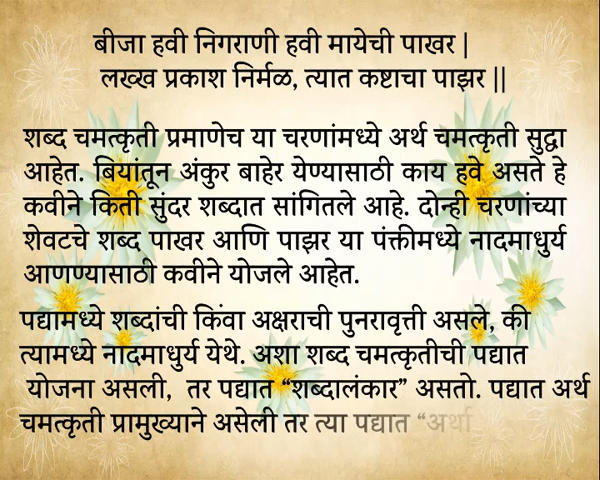 बीजा हवी निगराणी हवी मायेची पाखर |
लख्ख प्रकाश निर्मळ, त्यात कष्टाचा पाझर ||
शब्द चमत्कृती प्रमाणेच या चरणांमध्ये अर्थ चमत्कृती सुद्वा
आहेत. बियांतून अंकुर बाहेर येण्यासाठी काय हवे असते हे
कवीने किती सुंदर शब्दात सांगितले आहे. दोन्ही चरणांच्या
शेवटचे शब्द पाखर आणि पाझर या पंक्तीमध्ये नादमाधुर्य
आणण्यासाठी कवीने योजले आहेत.
पद्यामध्ये शब्दांची किंवा अक्षराची पुनरावृत्ती असले, की
त्यामध्ये नादमाधुर्य येथे. अशा शब्द चमत्कृतीची पद्यात
योजना असली, तर पद्यात “शब्दालंकार” असतो. पद्यात अर्थ
चमत्कृती प्रामुख्याने असेली तर त्या पद्यात “अर्था